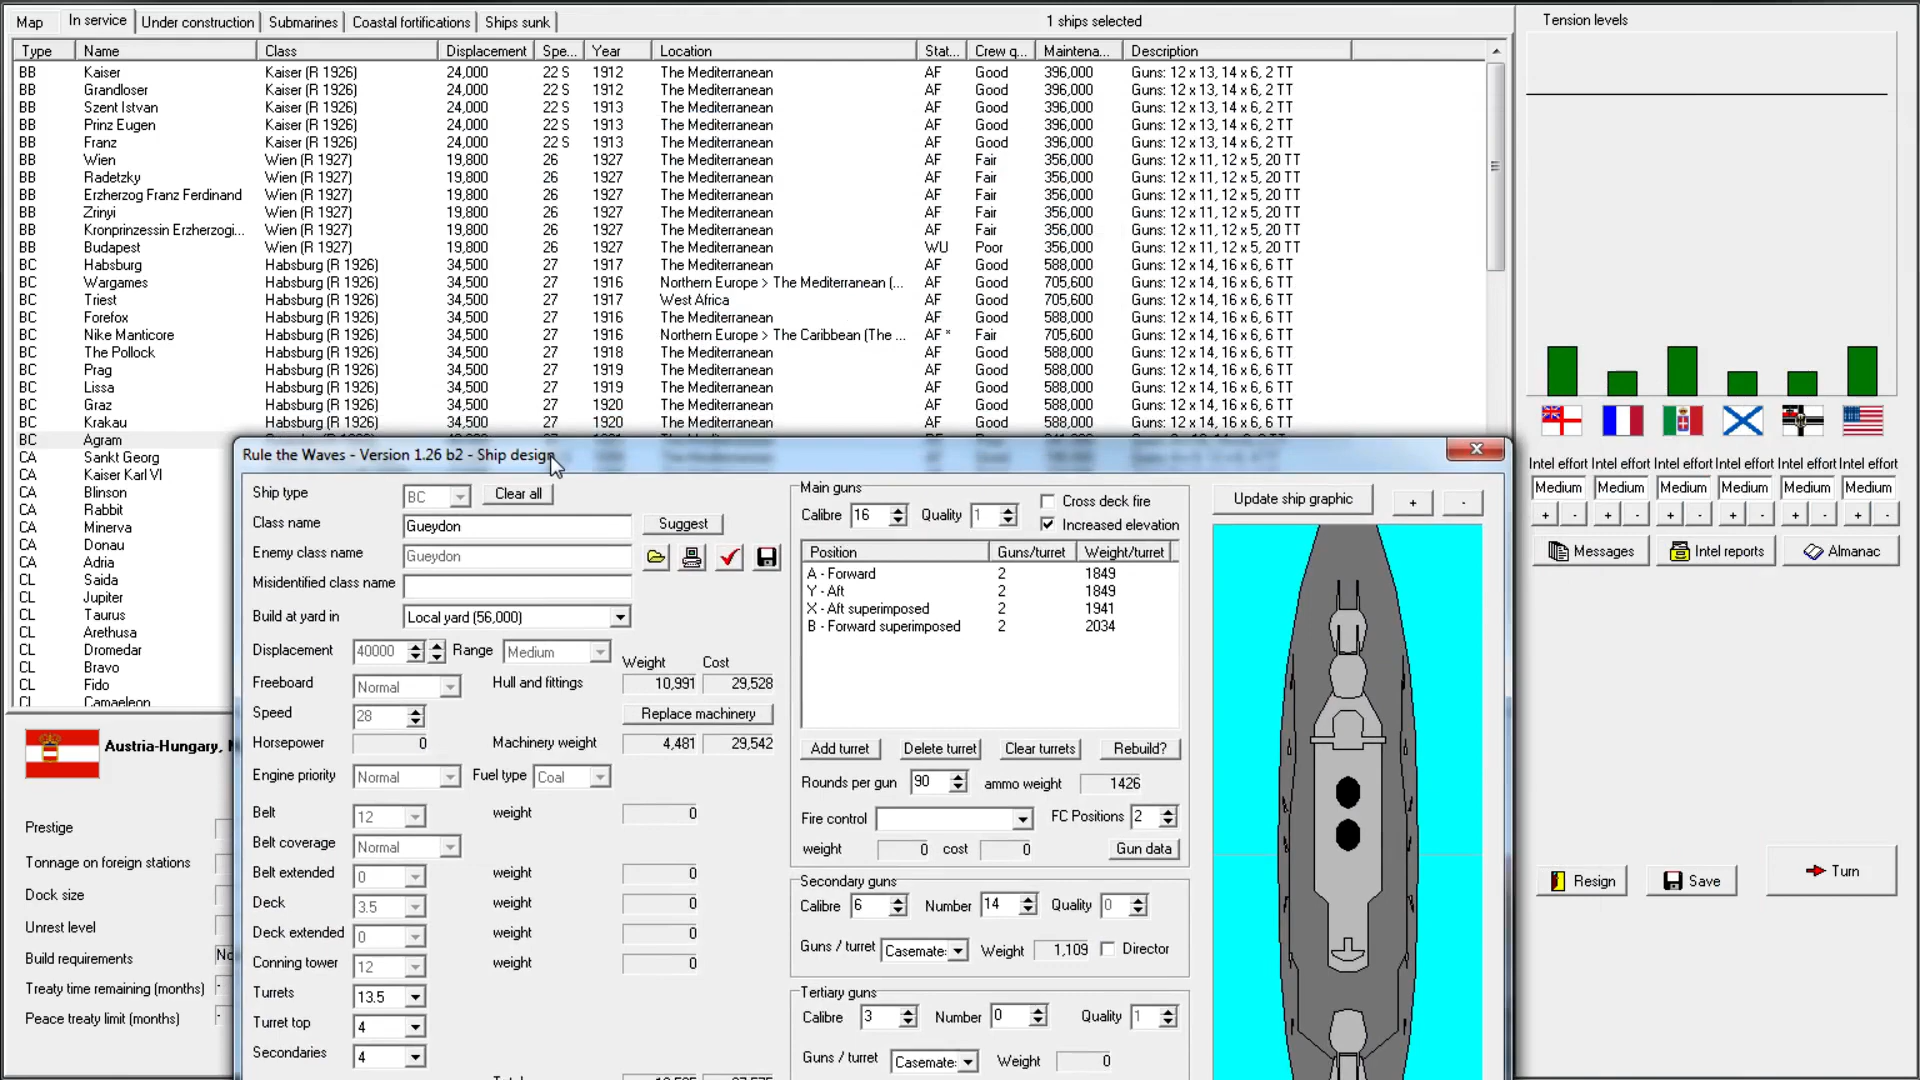 Map In service Under construction Submarines Coastal fortifications Ships sunk 1 ships selected Tension levels
Type Name Class Displacement Spe... Year Location Stat... Crew q... Maintena... Description
BB Kaiser Kaiser (R 1926) 24,000 22 S 1912 The Mediterranean AF Good 396,000 Guns: 12 x 13, 14 x 6, 2 TT
BB Grandloser Kaiser (R 1926) 24,000 22 S 1912 The Mediterranean AF Good 396,000 Guns: 12 x 13, 14 x 6, 2 TT
BB Szent Istvan Kaiser (R 1926) 24,000 22 S 1913 The Mediterranean AF Good 396,000 Guns: 12 x 13, 14 x 6, 2 TT
BB Prinz Eugen Kaiser (R 1926) 24,000 22 S 1913 The Mediterranean AF Good 396,000 Guns: 12 x 13, 14 x 6, 2 TT
BB Franz Kaiser (R 1926) 24,000 22 S 1913 The Mediterranean AF Good 396,000 Guns: 12 x 13, 14 x 6, 2 TT
BB Wien Wien (R 1927) 19,800 26 1927 The Mediterranean AF Fair 356,000 Guns: 12 x 11, 12 x 5, 20 TT
BB Radetzky Wien (R 1927) 19,800 26 1927 The Mediterranean AF Fair 356,000 Guns: 12 x 11, 12 x 5, 20 TT
BB Erzherzog Franz Ferdinand Wien (R 1927) 19,800 26 1927 The Mediterranean AF Fair 356,000 Guns: 12 x 11, 12 x 5, 20 TT
BB Zrinyi Wien (R 1927) 19,800 26 1927 The Mediterranean AF Fair 356,000 Guns: 12 x 11, 12 x 5, 20 TT
BB Kronprinzessin Erzherzogi... Wien (R 1927) 19,800 26 1927 The Mediterranean AF Fair 356,000 Guns: 12 x 11, 12 x 5, 20 TT
BB Budapest Wien (R 1927) 19,800 26 1927 The Mediterranean WU Poor 356,000 Guns: 12 x 11, 12 x 5, 20 TT
BC Habsburg Habsburg (R 1926) 34,500 27 1917 The Mediterranean AF Good 588,000 Guns: 12 x 14, 16 x 6, 6 TT
BC Wargames Habsburg (R 1926) 34,500 27 1916 Northern Europe > The Mediterranean (... AF Good 705,600 Guns: 12 x 14, 16 x 6, 6 TT
BC Triest Habsburg (R 1926) 34,500 27 1917 West Africa AF Good 588,000 Guns: 12 x 14, 16 x 6, 6 TT
BC Forefox Habsburg (R 1926) 34,500 27 1916 The Mediterranean AF Good 588,000 Guns: 12 x 14, 16 x 6, 6 TT
BC Nike Manticore Habsburg (R 1926) 34,500 27 1916 Northern Europe > The Caribbean (The ... AF * Fair 705,600 Guns: 12 x 14, 16 x 6, 6 TT
BC The Pollock Habsburg (R 1926) 34,500 27 1918 The Mediterranean AF Good 588,000 Guns: 12 x 14, 16 x 6, 6 TT
BC Prag Habsburg (R 1926) 34,500 27 1919 The Mediterranean AF Good 588,000 Guns: 12 x 14, 16 x 6, 6 TT
BC Lissa Habsburg (R 1926) 34,500 27 1919 The Mediterranean AF Good 588,000 Guns: 12 x 14, 16 x 6, 6 TT
BC Graz Habsburg (R 1926) 34,500 27 1920 The Mediterranean AF Good 588,000 Guns: 12 x 14, 16 x 6, 6 TT
BC Krakau Habsburg (R 1926) 34,500 27 1920 The Mediterranean AF Good 588,000 Guns: 12 x 14, 16 x 6, 6 TT
BC Agram
CA Sankt Georg
CA Kaiser Karl VI
CA Blinson
CA Rabbit
CA Minerva
CA Donau
CA Adria
CL Saida
CL Jupiter
CL Taurus
CL Arethusa
CL Dromedar
CL Bravo
CL Fido
CL Camaeleon
Austria-Hungary,
Prestige
Tonnage on foreign stations
Dock size
Unrest level
Build requirements No
Treaty time remaining (months) -
Peace treaty limit (months) -
Rule the Waves - Version 1.26 b2 - Ship design
Ship type BC Clear all
Class name Gueydon Suggest
Enemy class name Gueydon
Misidentified class name
Build at yard in Local yard (56,000)
Displacement 40000 Range Medium
Weight Cost
Freeboard Normal Hull and fittings 10,991 29,528
Speed 28 Replace machinery
Horsepower 0 Machinery weight 4,481 29,542
Engine priority Normal Fuel type Coal
Belt 12 weight 0
Belt coverage Normal
Belt extended 0 weight 0
Deck 3.5 weight 0
Deck extended 0 weight 0
Conning tower 12 weight 0
Turrets 13.5
Turret top 4
Secondaries 4
Main guns
Calibre 16 Quality 1 Cross deck fire
Increased elevation
Position Guns/turret Weight/turret
A - Forward 2 1849
Y - Aft 2 1849
X - Aft superimposed 2 1941
B - Forward superimposed 2 2034
Add turret Delete turret Clear turrets Rebuild?
Rounds per gun 90 ammo weight 1426
Fire control FC Positions 2
weight 0 cost 0 Gun data
Secondary guns
Calibre 6 Number 14 Quality 0
Guns / turret Casemate: Weight 1,109 Director
Tertiary guns
Calibre 3 Number 0 Quality 1
Guns / turret Casemate: Weight 0
Update ship graphic + -
Intel effort Intel effort Intel effort Intel effort Intel effort Intel effort
Medium Medium Medium Medium Medium Medium
+ - + - + - + - + - + -
Messages Intel reports Almanac
Resign Save Turn